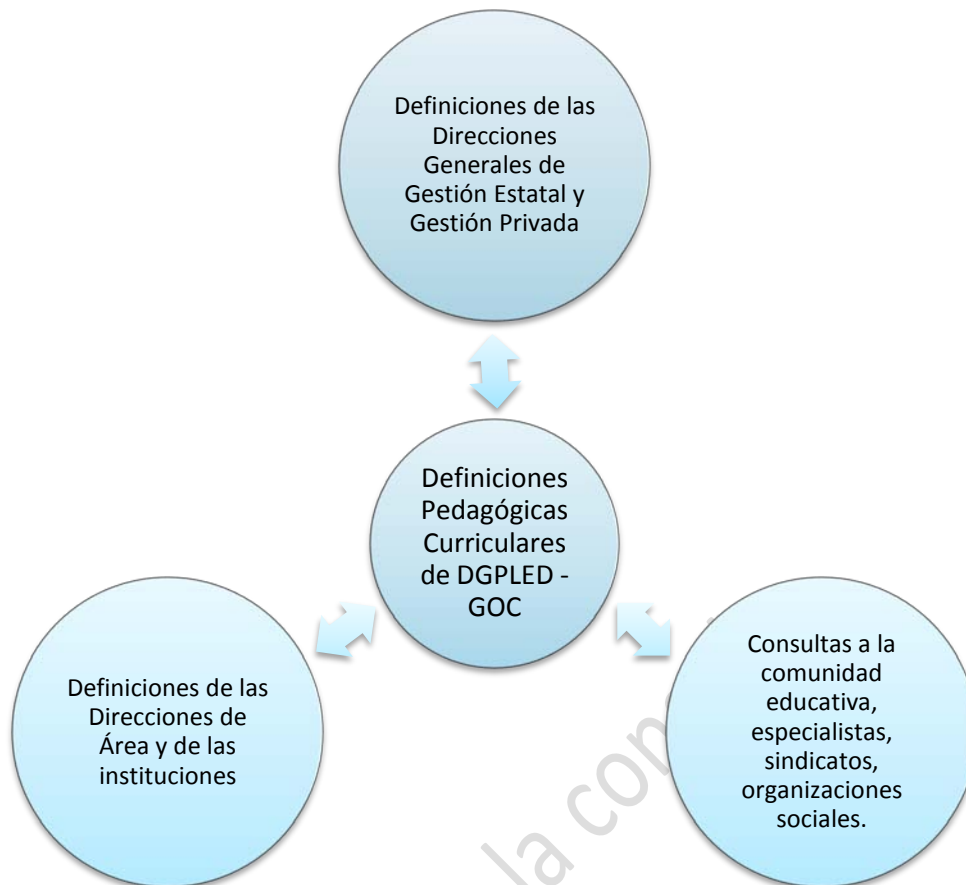 Definiciones de las
Direcciones
Generales de
Gestión Estatal y
Gestión Privada
Definiciones
Pedagógicas
Curriculares
de DGPLED -
GOC
Definiciones de las
Direcciones de
Área y de las
instituciones
Consultas a la
comunidad
educativa,
especialistas,
sindicatos,
organizaciones
sociales.
la